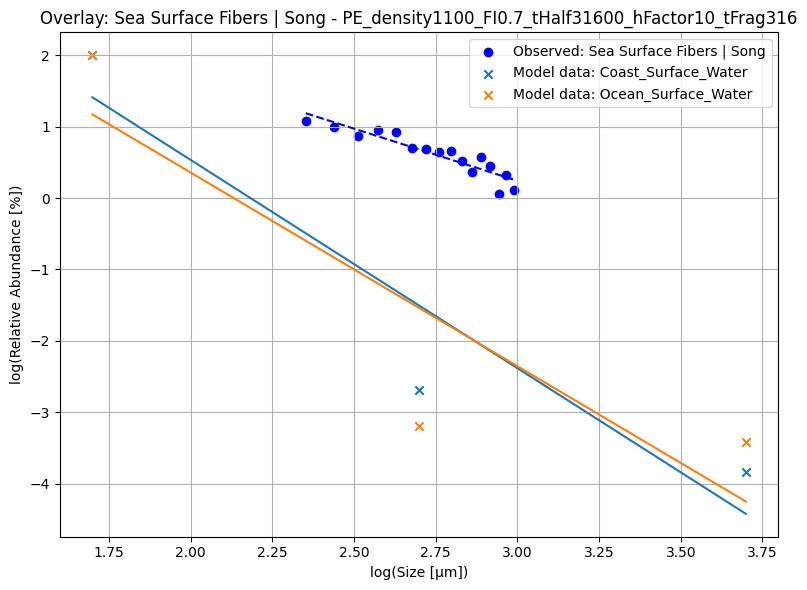 Overlay: Sea Surface Fibers | Song - PE_density1100_FI0.7_tHalf31600_hFactor10_tFrag316
Observed: Sea Surface Fibers | Song
Model data: Coast_Surface_Water
Model data: Ocean_Surface_Water
log(Relative Abundance [%])
2
1
0
−1
−2
−3
−4
1.75
2.00
2.25
2.50
2.75
3.00
3.25
3.50
3.75
log(Size [µm])